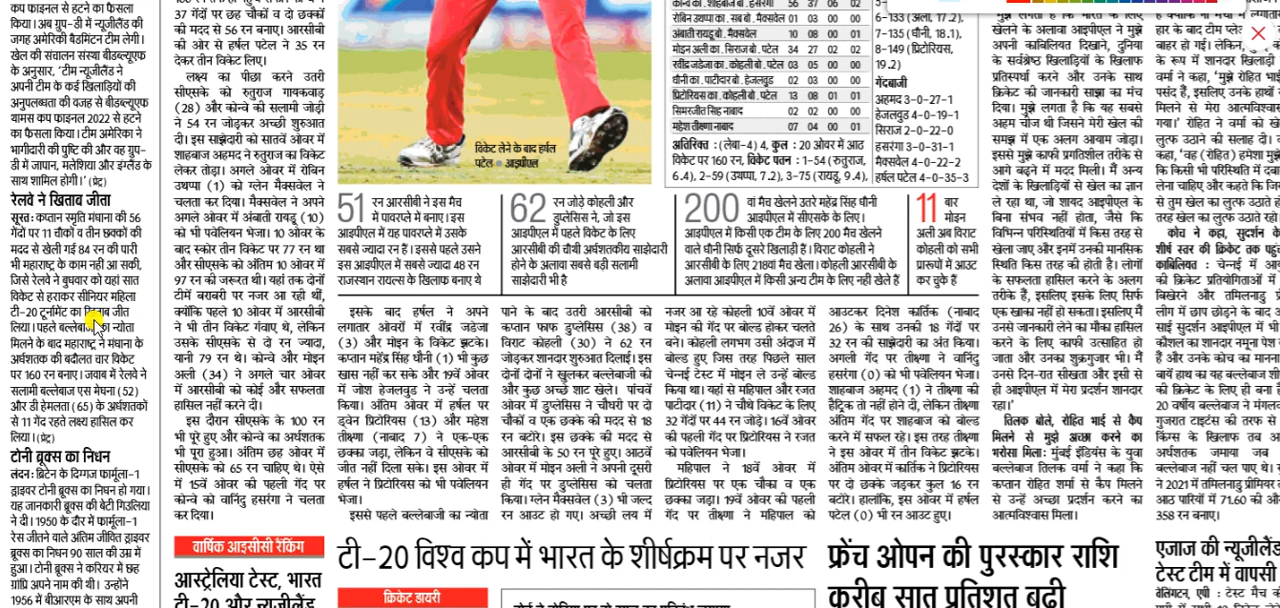 कप फाइनल से हटने का फैसला
किया। अब ग्रुप-डी में न्यूजीलैंड की
जगह अमेरिकी बैडमिंटन टीम लेगी।
खेल की संचालन संस्था बीडब्ल्यूएफ
के अनुसार, 'टीम न्यूजीलैंड ने
अपनी टीम के कई खिलाड़ियों की
अनुपलब्धता की वजह से बीडब्ल्यूएफ
थामस कप फाइनल 2022 से हटने
का फैसला किया। टीम अमेरिका ने
भागीदारी की पुष्टि की और वह ग्रुप-
डी में जापान, मलेशिया और इंग्लैंड के
साथ शामिल होगी।' (प्रेट्र)
रेलवे ने खिताब जीता
सूरत: कप्तान स्मृति मंधाना की 56
गेंदों पर 11 चौकों व तीन छक्कों की
मदद से खेली गई 84 रन की पारी
भी महाराष्ट्र के काम नहीं आ सकी,
जिसे रेलवे ने बुधवार को यहां सात
विकेट से हराकर सीनियर महिला
टी-20 टूर्नामेंट का जीत
लिया। पहले बल्लेबाजी का न्योता
मिलने के बाद महाराष्ट्र ने मंधाना के
अर्धशतक की बदौलत चार विकेट
पर 160 रन बनाए। जवाब में रेलवे ने
सलामी बल्लेबाज एस मेघना (52)
और डी हेमलता (65) के अर्धशतकों
से 11 गेंद रहते लक्ष्य हासिल कर
लिया। (प्रेट्र)
टोनी ब्रूक्स का निधन
लंदन: ब्रिटेन के दिग्गज फार्मूला-1
ड्राइवर टोनी ब्रूक्स का निधन हो गया।
यह जानकारी ब्रूक्स की बेटी मिउलिया
ने दी। 1950 के दौर में फार्मूला-1
रेस जीतने वाले अंतिम जीवित ड्राइवर
ब्रूक्स का निधन 90 साल की उम्र में
हुआ। टोनी ब्रूक्स ने करियर में छह
ग्रांप्रि अपने नाम की थी। उन्होंने
1956 में बीआरएम के साथ अपनी
37 गेंदों पर छह चौकों व दो छक्कों
की मदद से 56 रन बनाए। आरसीबी
की ओर से हर्षल पटेल ने 35 रन
देकर तीन विकेट लिए।
लक्ष्य का पीछा करने उतरी
सीएसके को रुतुराज गायकवाड़
(28) और कोन्वे की सलामी जोड़ी
ने 54 रन जोड़कर अच्छी शुरुआत
दी। इस साझेदारी को सातवें ओवर में
शाहबाज अहमद ने रुतुराज का विकेट
लेकर तोड़ा। अगले ओवर में रोबिन
उथप्पा (1) को ग्लेन मैक्सवेल ने
चलता कर दिया। मैक्सवेल ने अपने
अगले ओवर में अंबाती रायडू (10)
को भी पवेलियन भेजा। 10 ओवर के
बाद स्कोर तीन विकेट पर 77 रन था
और सीएसके को अंतिम 10 ओवर में
97 रन की जरूरत थी। यहां तक दोनों
टीमें बराबरी पर नजर आ रही थीं,
क्योंकि पहले 10 ओवर में आरसीबी
ने भी तीन विकेट गंवाए थे, लेकिन
उसके सीएसके से दो रन ज्यादा,
यानी 79 रन थे। कोन्वे और मोइन
अली (34) ने अगले चार ओवर
में आरसीबी को कोई और सफलता
हासिल नहीं करने दी।
इस दौरान सीएसके के 100 रन
भी पूरे हुए और कोन्वे का अर्धशतक
भी पूरा हुआ। अंतिम छह ओवर में
सीएसके को 65 रन चाहिए थे। ऐसे
में 15वें ओवर की पहली गेंद पर
कोन्वे को वानिंदु हसरंगा ने चलता
कर दिया।
विकेट लेने के बाद हर्षल
पटेल ● आइपीएल
कोन्वे का. शाहबाज बो. हसरंगा 56 37 06 02
रोबिन उथप्पा . सब बो. मैक्सवेल 01 03 00 00
अंबाती रायडू बो. मैक्सवेल 10 08 00 01
मोइन अली का . सिराज बो . पटेल 34 27 02 02
रवींद्र जडेजा का . कोहली बो . पटेल 03 05 00 00
धौनी का. पाटीदार बो . हेजलवुड 02 03 00 00
प्रिटोरियस का. कोहली बो . पटेल 13 08 01 01
सिमरजीत सिंह नाबाद 02 02 00 00
महेश तीक्ष्णा नाबाद 07 04 00 01
अतिरिक्त : (लेबा-4) 4, कुल : 20 ओवर में आठ
विकेट पर 160 रन, विकेट पतन : 1-54 (रुतुराज,
6.4), 2-59 (उथप्पा, 7.2), 3-75 (रायडू, 9.4),
6-133 (अली, 17.2),
7-135 (धौनी, 18.1),
8-149 (प्रिटोरियस,
19.2)
गेंदबाजी
अहमद 3-0-27-1
हेजलवुड 4-0-19-1
सिराज 2-0-22-0
हसरंगा 3-0-31-1
मैक्सवेल 4-0-22-2
हर्षल पटेल 4-0-35-3
51 रन आरसीबी ने इस मैच
में पावरप्ले में बनाए। इस
आइपीएल में यह पावरप्ले में उसके
सबसे ज्यादा रन हैं। इससे पहले उसने
इस आइपीएल में सबसे ज्यादा 48 रन
राजस्थान रायल्स के खिलाफ बनाए थे
62 रन जोड़े कोहली और
डुप्लेसिस ने, जो इस
आइपीएल में पहले विकेट के लिए
आरसीबी की चौथी अर्धशतकीय साझेदारी
होने के अलावा सबसे बड़ी सलामी
साझेदारी भी है
200 वां मैच खेलने उतरे महेंद्र सिंह धौनी
आइपीएल में सीएसके के लिए।
आइपीएल में किसी एक टीम के लिए 200 मैच खेलने
वाले धौनी सिर्फ दूसरे खिलाड़ी हैं। विराट कोहली ने
आरसीबी के लिए 218वां मैच खेला। कोहली आरसीबी के
अलावा आइपीएल में किसी अन्य टीम के लिए नहीं खेले हैं
11 बार
मोइन
अली अब विराट
कोहली को सभी
प्रारूपों में आउट
कर चुके हैं
इसके बाद हर्षल ने अपने
लगातार ओवरों में रवींद्र जडेजा
(3) और मोइन के विकेट झटके।
कप्तान महेंद्र सिंह धौनी (1) भी कुछ
खास नहीं कर सके और 19वें ओवर
में जोश हेजलवुड ने उन्हें चलता
किया। अंतिम ओवर में हर्षल पर
ड्वेन प्रिटोरियस (13) और महेश
तीक्ष्णा (नाबाद 7) ने एक-एक
छक्का जड़ा, लेकिन वे सीएसके को
जीत नहीं दिला सके। इस ओवर में
हर्षल ने प्रिटोरियस को भी पवेलियन
भेजा।
इससे पहले बल्लेबाजी का न्योता
पाने के बाद उतरी आरसीबी को
कप्तान फाफ डुप्लेसिस (38) व
विराट कोहली (30) ने 62 रन
जोड़कर शानदार शुरुआत दिलाई। इस
दोनों दोनों ने खुलकर बल्लेबाजी की
और कुछ अच्छे शाट खेले। पांचवें
ओवर में डुप्लेसिस ने चौधरी पर दो
चौकों व एक छक्के की मदद से 18
रन बटोरे। इस छक्के की मदद से
आरसीबी के 50 रन पूरे हुए। आठवें
ओवर में मोइन अली ने अपनी दूसरी
ही गेंद पर डुप्लेसिस को चलता
किया। ग्लेन मैक्सवेल (3) भी जल्द
रन आउट हो गए। अच्छी लय में
नजर आ रहे कोहली 10वें ओवर में
मोइन की गेंद पर बोल्ड होकर चलते
बने। कोहली लगभग उसी अंदाज में
बोल्ड हुए जिस तरह पिछले साल
चेन्नई टेस्ट में मोइन ने उन्हें बोल्ड
किया था। यहां से महिपाल और रजत
पाटीदार (11) ने चौथे विकेट के लिए
32 गेंद पर 44 रन जोड़े। 16वें ओवर
की पहली गेंद पर प्रिटोरियस ने रजत
को पवेलियन भेजा।
महिपाल ने 18वें ओवर में
प्रिटोरियस पर एक चौका व एक
छक्का जड़ा। 19वें ओवर की पहली
गेंद पर तीक्ष्णा ने महिपाल को
आउटकर दिनेश कार्तिक (नाबाद
26) के साथ उनकी 18 गेंदों पर
32 रन की साझेदारी का अंत किया।
अगली गेंद पर तीक्ष्णा ने वानिंदु
हसरंगा (0) को भी पवेलियन भेजा।
शाहबाज अहमद (1) ने तीक्ष्णा की
हैट्रिक तो नहीं होने दी, लेकिन तीक्ष्णा
अंतिम गेंद पर शाहबाज को बोल्ड
करने में सफल रहे। इस तरह तीक्ष्णा
ने इस ओवर में तीन विकेट झटके।
अंतिम ओवर में कार्तिक ने प्रिटोरियस
पर दो छक्के जड़कर कुल 16 रन
बटोरे। हालांकि, इस ओवर में हर्षल
पटेल (0) भी रन आउट हुए।
मुझे लगता है कि भारत के लिए
खेलने के अलावा आइपीएल ने मुझे
अपनी काबिलियत दिखाने, दुनिया
के सर्वश्रेष्ठ खिलाड़ियों के खिलाफ
प्रतिस्पर्धा करने और उनके साथ
क्रिकेट की जानकारी साझा का मंच
दिया। मुझे लगता है कि यह सबसे
अहम चीज थी जिसने मेरी खेल की
समझ में एक अलग आयाम जोड़ा।
इससे मुझे काफी प्रगतिशील तरीके से
आगे बढ़ने में मदद मिली। मैं अन्य
देशों के खिलाड़ियों से खेल का ज्ञान
ले रहा था, जो शायद आइपीएल के
बिना संभव नहीं होता, जैसे कि
विभिन्न परिस्थितियों में किस तरह से
खेला जाए और इनमें उनकी मानसिक
स्थिति किस तरह की होती है। लोगों
के सफलता हासिल करने के अलग
तरीके हैं, इसलिए इसके लिए सिर्फ
एक खाका नहीं हो सकता। इसलिए मैं
उनसे जानकारी लेने का मौका हासिल
करने के लिए काफी उत्साहित हो
जाता और उनका शुक्रगुजार भी। मैं
उनसे दिन-रात सीखता और इसी से
ही आइपीएल में मेरा प्रदर्शन शानदार
रहा।'
तिलक बोले, रोहित भाई से कैप
मिलने से मुझे अच्छा करने का
भरोसा मिला: मुंबई इंडियंस के युवा
बल्लेबाज तिलक वर्मा ने कहा कि
कप्तान रोहित शर्मा से कैप मिलने
से उन्हें अच्छा प्रदर्शन करने का
आत्मविश्वास मिला।
हार के बाद टीम प्ले
बाहर हो गई। लेकिन,
के रूप में शानदार खिलाड़ी
वर्मा ने कहा, 'मुझे रोहित भाई
पसंद हैं, इसलिए उनके हाथों
मिलने से मेरा आत्मविश्वास
गया।' रोहित ने वर्मा को खेल
लुत्फ उठाने की सलाह दी।
कहा, 'वह (रोहित) हमेशा मुझे
कि किसी भी परिस्थिति में दबाव
लेना चाहिए और कहते कि जिस
से तुम खेल का लुत्फ उठाते हो
तरह खेल का लुत्फ उठाते रहो
कोच ने कहा, सुदर्शन के
शीर्ष स्तर की क्रिकेट तक पहुंचने
काबिलियत : चेन्नई में आयु
की क्रिकेट प्रतियोगिताओं में
बिखेरने और तमिलनाडु प्रीमियर
लीग में छाप छोड़ने के बाद अब
साई सुदर्शन आइपीएल में भी
कौशल का शानदार नमूना पेश कर
हैं और उनके कोच का मानना
बायें हाथ का यह बल्लेबाज शीर्ष
की क्रिकेट के लिए ही बना है
20 वर्षीय बल्लेबाज ने मंगलवार
गुजरात टाइटंस की तरफ से
किंग्स के खिलाफ तब अर्ध
अर्धशतक जमाया जब
बल्लेबाज नहीं चल पाए थे।
ने 2021 में तमिलनाडु प्रीमियर
आठ पारियों में 71.60 की औसत
358 रन बनाए।
वार्षिक आइसीसी रैंकिंग
आस्ट्रेलिया टेस्ट, भारत
टी-20 और न्यूजीलैंड
टी-20 विश्व कप में भारत के शीर्षक्रम पर नजर
क्रिकेट डायरी
फ्रेंच ओपन की पुरस्कार राशि
करीब सात प्रतिशत बढ़ी
एजाज की न्यूजीलैंड
टेस्ट टीम में वापसी
वेलिंगटन, एपी : टेस्ट मैच की